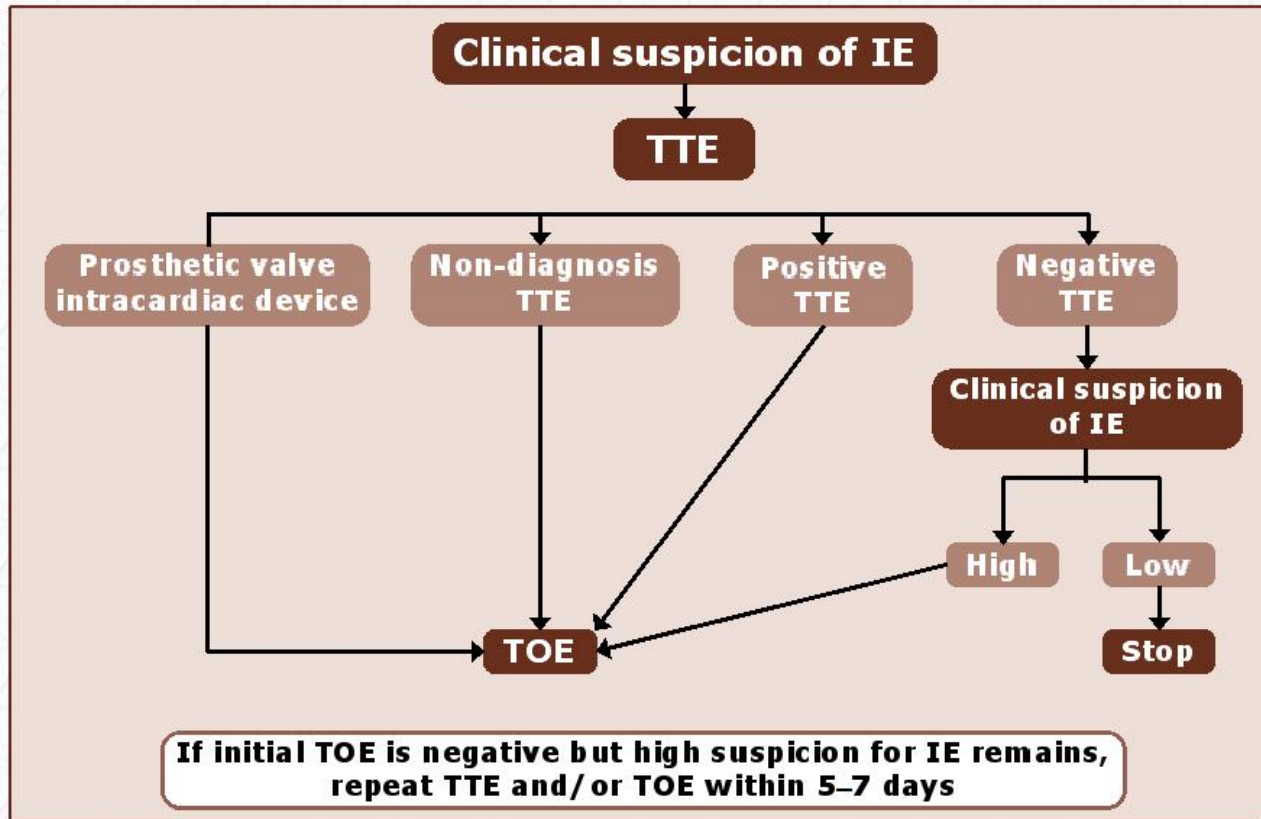 Clinical suspicion of IE
TTE
Prosthetic valve
intracardiac device
Non-diagnosis
TTE
Positive
TTE
Negative
TTE
Clinical suspicion
of IE
High
Low
TOE
Stop
If initial TOE is negative but high suspicion for IE remains,
repeat TTE and/or TOE within 5–7 days